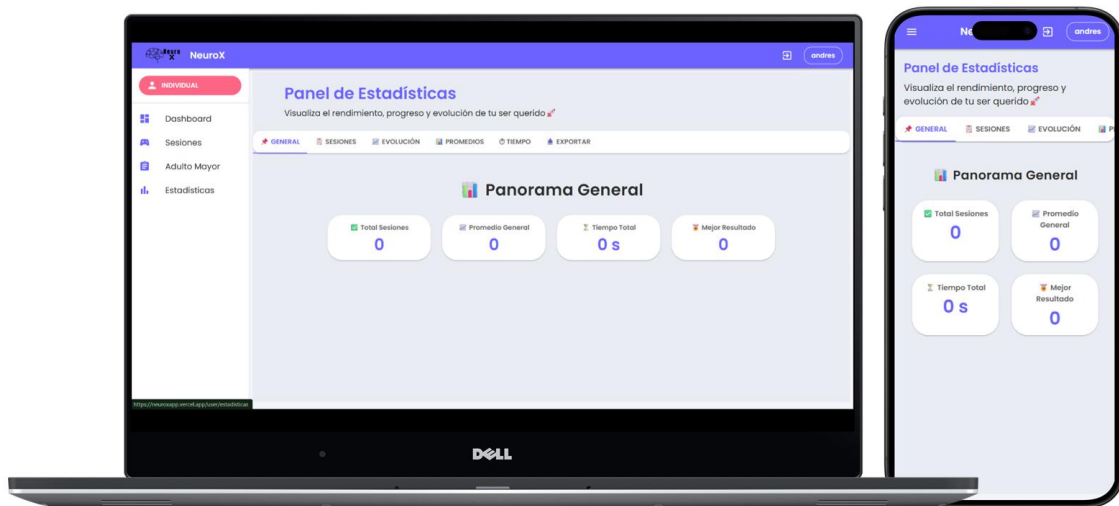 Neuro
X
NeuroX
andres
INDIVIDUAL
Dashboard
Sesiones
Adulto Mayor
Estadísticas
Panel de Estadísticas
Visualiza el rendimiento, progreso y evolución de tu ser querido
GENERAL SESIONES EVOLUCIÓN PROMEDIOS TIEMPO EXPORTAR
Panorama General
Total Sesiones
0
Promedio General
0
Tiempo Total
0 s
Mejor Resultado
0
https://neuroxapp.vercel.app/user/estadisticas
DELL
Ne
andres
Panel de Estadísticas
Visualiza el rendimiento, progreso y
evolución de tu ser querido
GENERAL SESIONES EVOLUCIÓN P
Panorama General
Total Sesiones
0
Promedio
General
0
Tiempo Total
0 s
Mejor
Resultado
0